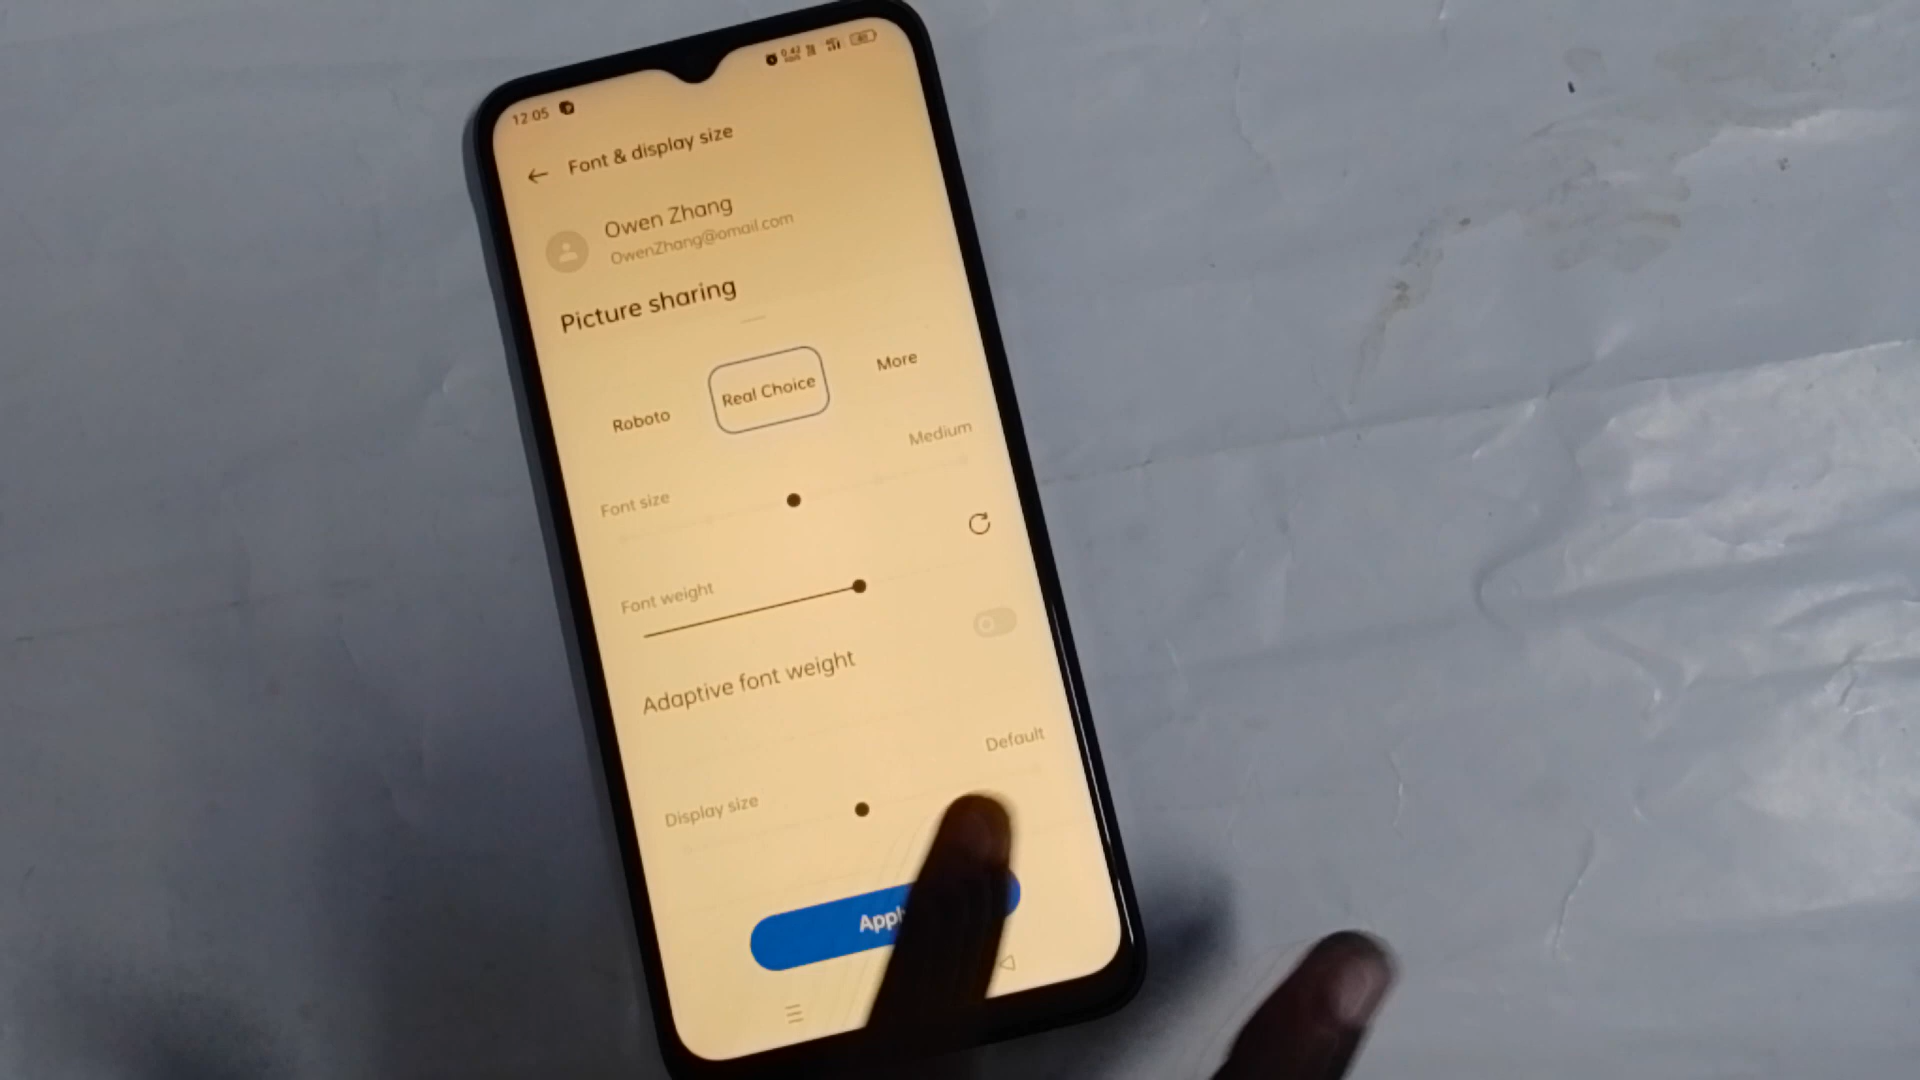 12:05
Font & display size
Owen Zhang
OwenZhang@omail.com
Picture sharing
Roboto
Real Choice
More
Medium
Font size
Font weight
Adaptive font weight
Default
Display size